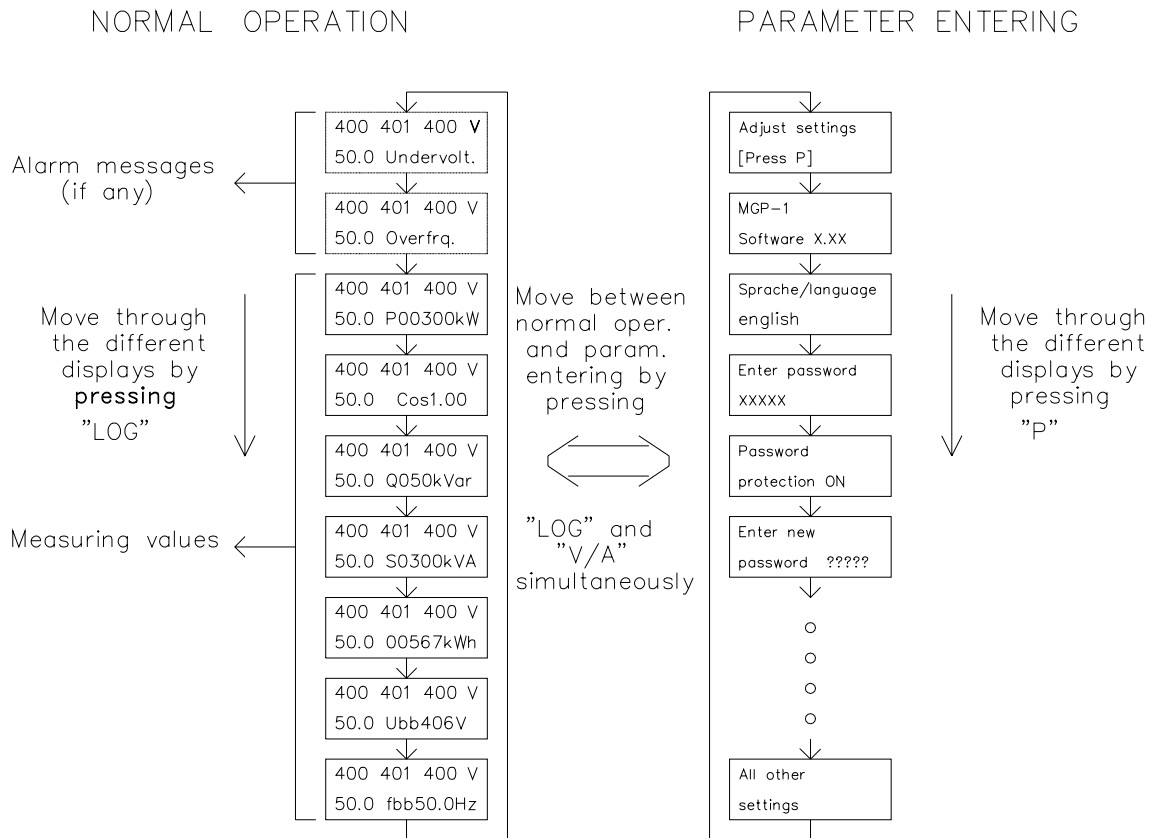 NORMAL OPERATION
PARAMETER ENTERING
Alarm messages
(if any)
400 401 400 V
50.0 Undervolt.
400 401 400 V
50.0 Overfrq.
Move through
the different
displays by
pressing
"LOG"
400 401 400 V
50.0 P00300kW
400 401 400 V
50.0 Cos1.00
400 401 400 V
50.0 Q050kVar
Measuring values
400 401 400 V
50.0 S0300kVA
400 401 400 V
50.0 00567kWh
400 401 400 V
50.0 Ubb406V
400 401 400 V
50.0 fbb50.0Hz
Move between
normal oper.
and param.
entering by
pressing
"LOG" and
"V/A"
simultaneously
Adjust settings
[Press P]
MGP-1
Software X.XX
Sprache/language
english
Enter password
XXXXX
Password
protection ON
Enter new
password ?????
All other
settings
Move through
the different
displays by
pressing
"P"